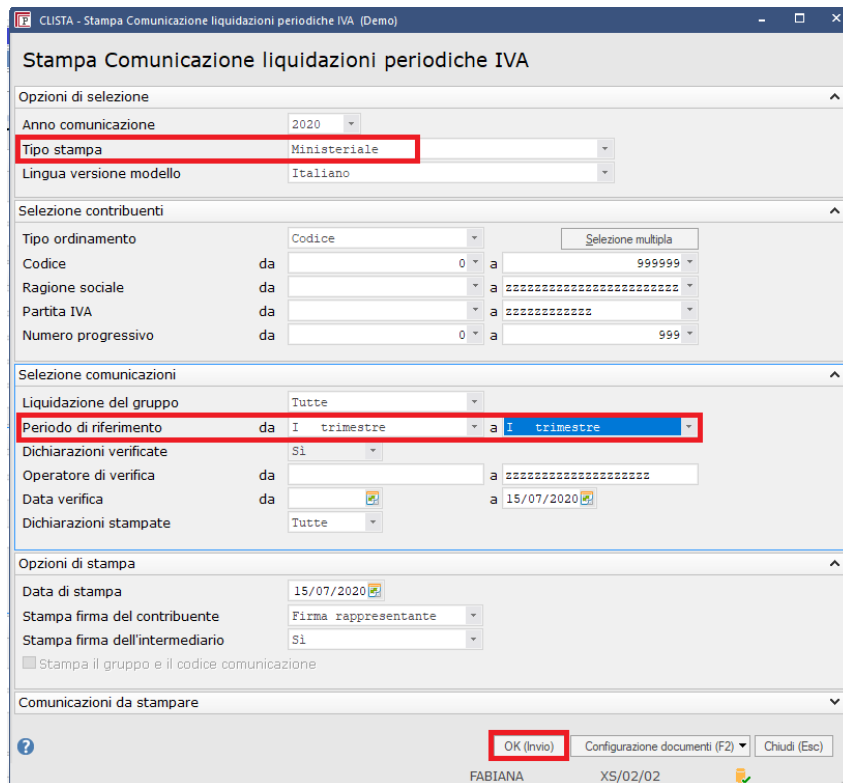 CLISTA - Stampa Comunicazione liquidazioni periodiche IVA (Demo)
Stampa Comunicazione liquidazioni periodiche IVA
Opzioni di selezione
Anno comunicazione 2020
Tipo stampa Ministeriale
Lingua versione modello Italiano
Selezione contribuenti
Tipo ordinamento Codice Selezione multipla
Codice da 0 a 999999
Ragione sociale da a zzzzzzzzzzzzzzzzzzzzzzzzz
Partita IVA da a zzzzzzzzzzzz
Numero progressivo da 0 a 999
Selezione comunicazioni
Liquidazione del gruppo Tutte
Periodo di riferimento da I trimestre a I trimestre
Dichiarazioni verificate Sì
Operatore di verifica da a zzzzzzzzzzzzzzzzzzzz
Data verifica da a 15/07/2020
Dichiarazioni stampate Tutte
Opzioni di stampa
Data di stampa 15/07/2020
Stampa firma del contribuente Firma rappresentante
Stampa firma dell'intermediario Sì
Stampa il gruppo e il codice comunicazione
Comunicazioni da stampare
OK (Invio) Configurazione documenti (F2) Chiudi (Esc)
FABIANA XS/02/02